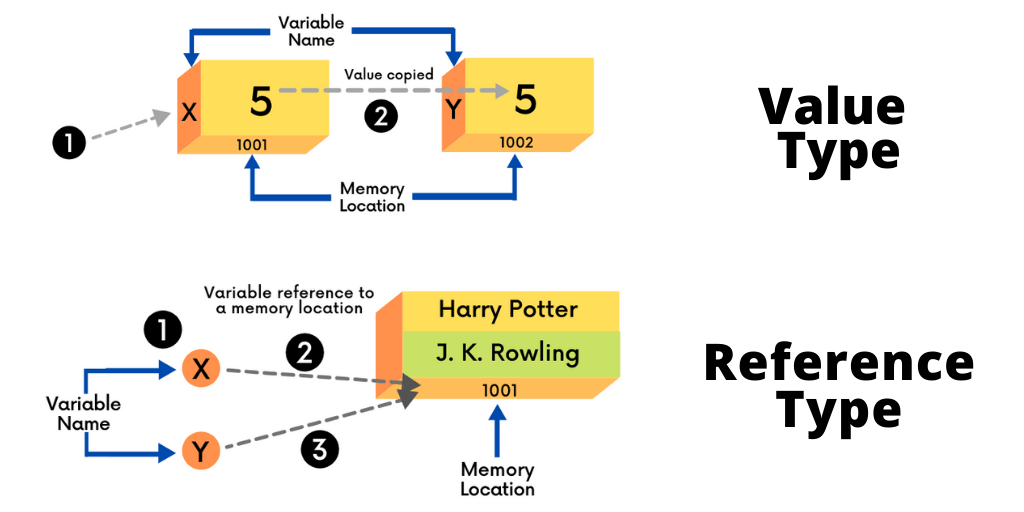 Variable
Name
Value copied
X
5
Y
5
1
2
1001
1002
Memory
Location
Value
Type
Variable reference to
a memory location
1
2
X
Variable
Name
Y
3
Harry Potter
J. K. Rowling
1001
Memory
Location
Reference
Type